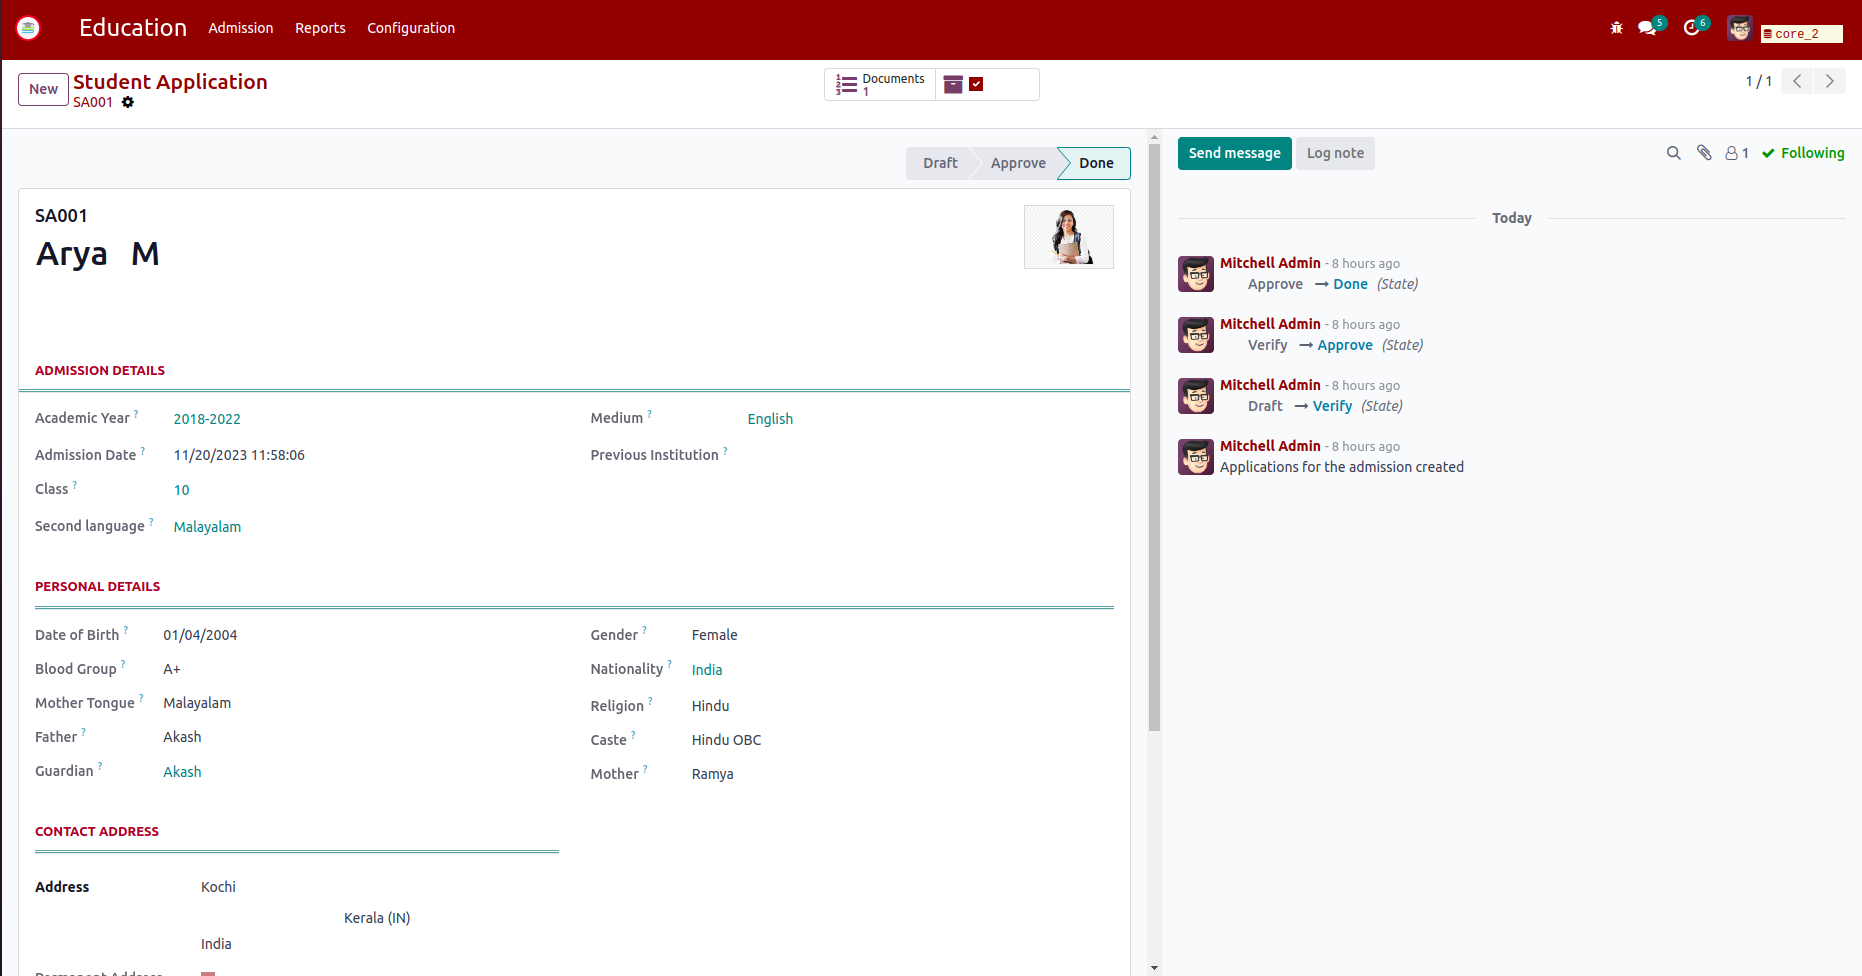 Education Admission Reports Configuration 5 6 core_2
New Student Application
SA001
Documents
1
1 / 1
Draft Approve Done
SA001
Arya M
ADMISSION DETAILS
Academic Year ? 2018-2022 Medium ? English
Admission Date ? 11/20/2023 11:58:06 Previous Institution ?
Class ? 10
Second language ? Malayalam
PERSONAL DETAILS
Date of Birth ? 01/04/2004 Gender ? Female
Blood Group ? A+ Nationality ? India
Mother Tongue ? Malayalam Religion ? Hindu
Father ? Akash Caste ? Hindu OBC
Guardian ? Akash Mother ? Ramya
CONTACT ADDRESS
Address Kochi
Kerala (IN)
India
Permanent Address
Send message Log note 1 Following
Today
Mitchell Admin - 8 hours ago
Approve → Done (State)
Mitchell Admin - 8 hours ago
Verify → Approve (State)
Mitchell Admin - 8 hours ago
Draft → Verify (State)
Mitchell Admin - 8 hours ago
Applications for the admission created